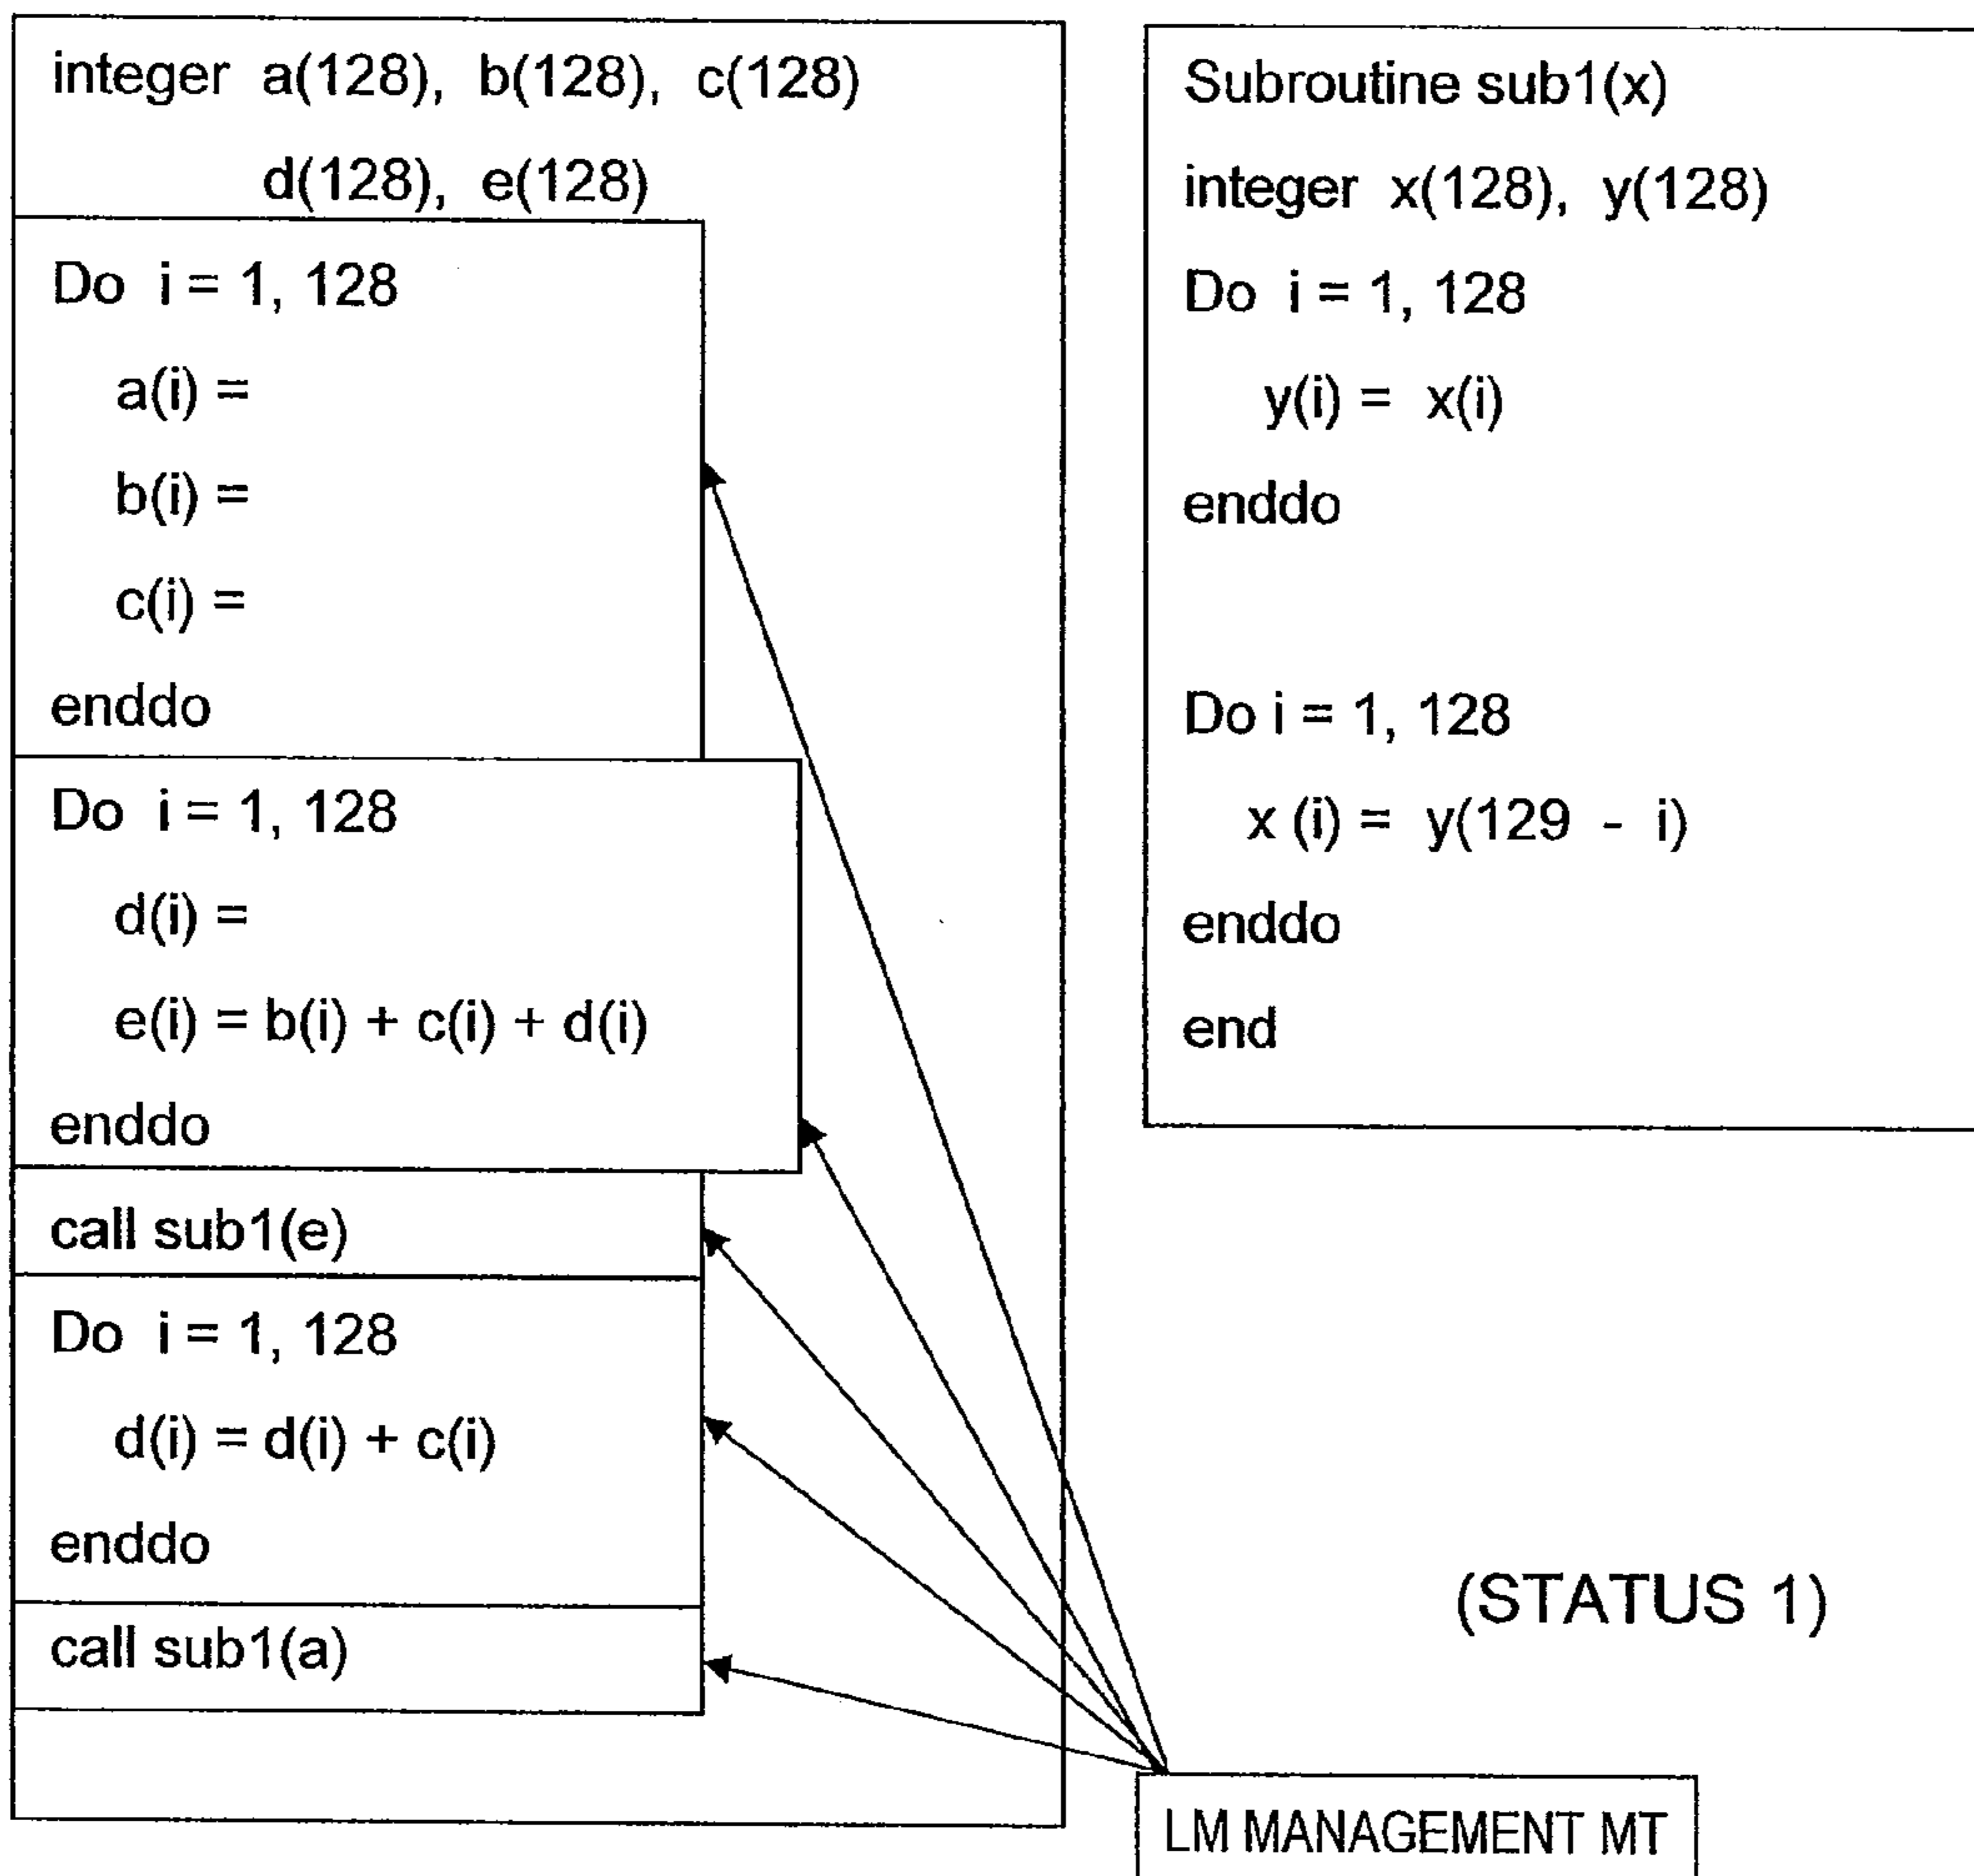 integer a(128), b(128), c(128)
d(128), e(128)
Do i = 1, 128
a(i) =
b(i) =
c(i) =
enddo
Do i = 1, 128
d(i) =
e(i) = b(i) + c(i) + d(i)
enddo
call sub1(e)
Do i = 1, 128
d(i) = d(i) + c(i)
enddo
call sub1(a)
Subroutine sub1(x)
integer x(128), y(128)
Do i = 1, 128
y(i) = x(i)
enddo
Do i = 1, 128
x (i) = y(129 - i)
enddo
end
(STATUS 1)
LM MANAGEMENT MT